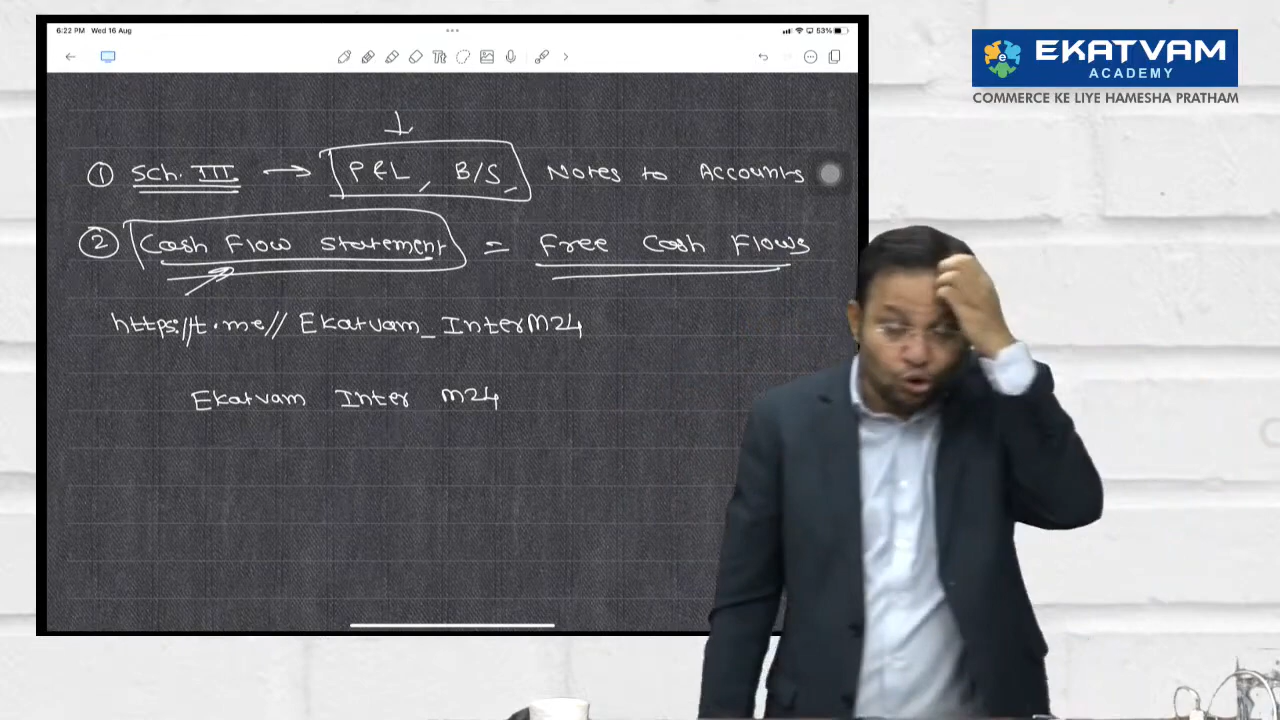 6:22 PM Wed 16 Aug
53%
EKATVAM
ACADEMY
COMMERCE KE LIYE HAMESHA PRATHAM
1
① Sch. III → P&L, B/S, Notes to Accounts
② Cash Flow Statement = Free Cash Flows
https://t.me// Ekatvam_InterM24
Ekatvam Inter M24